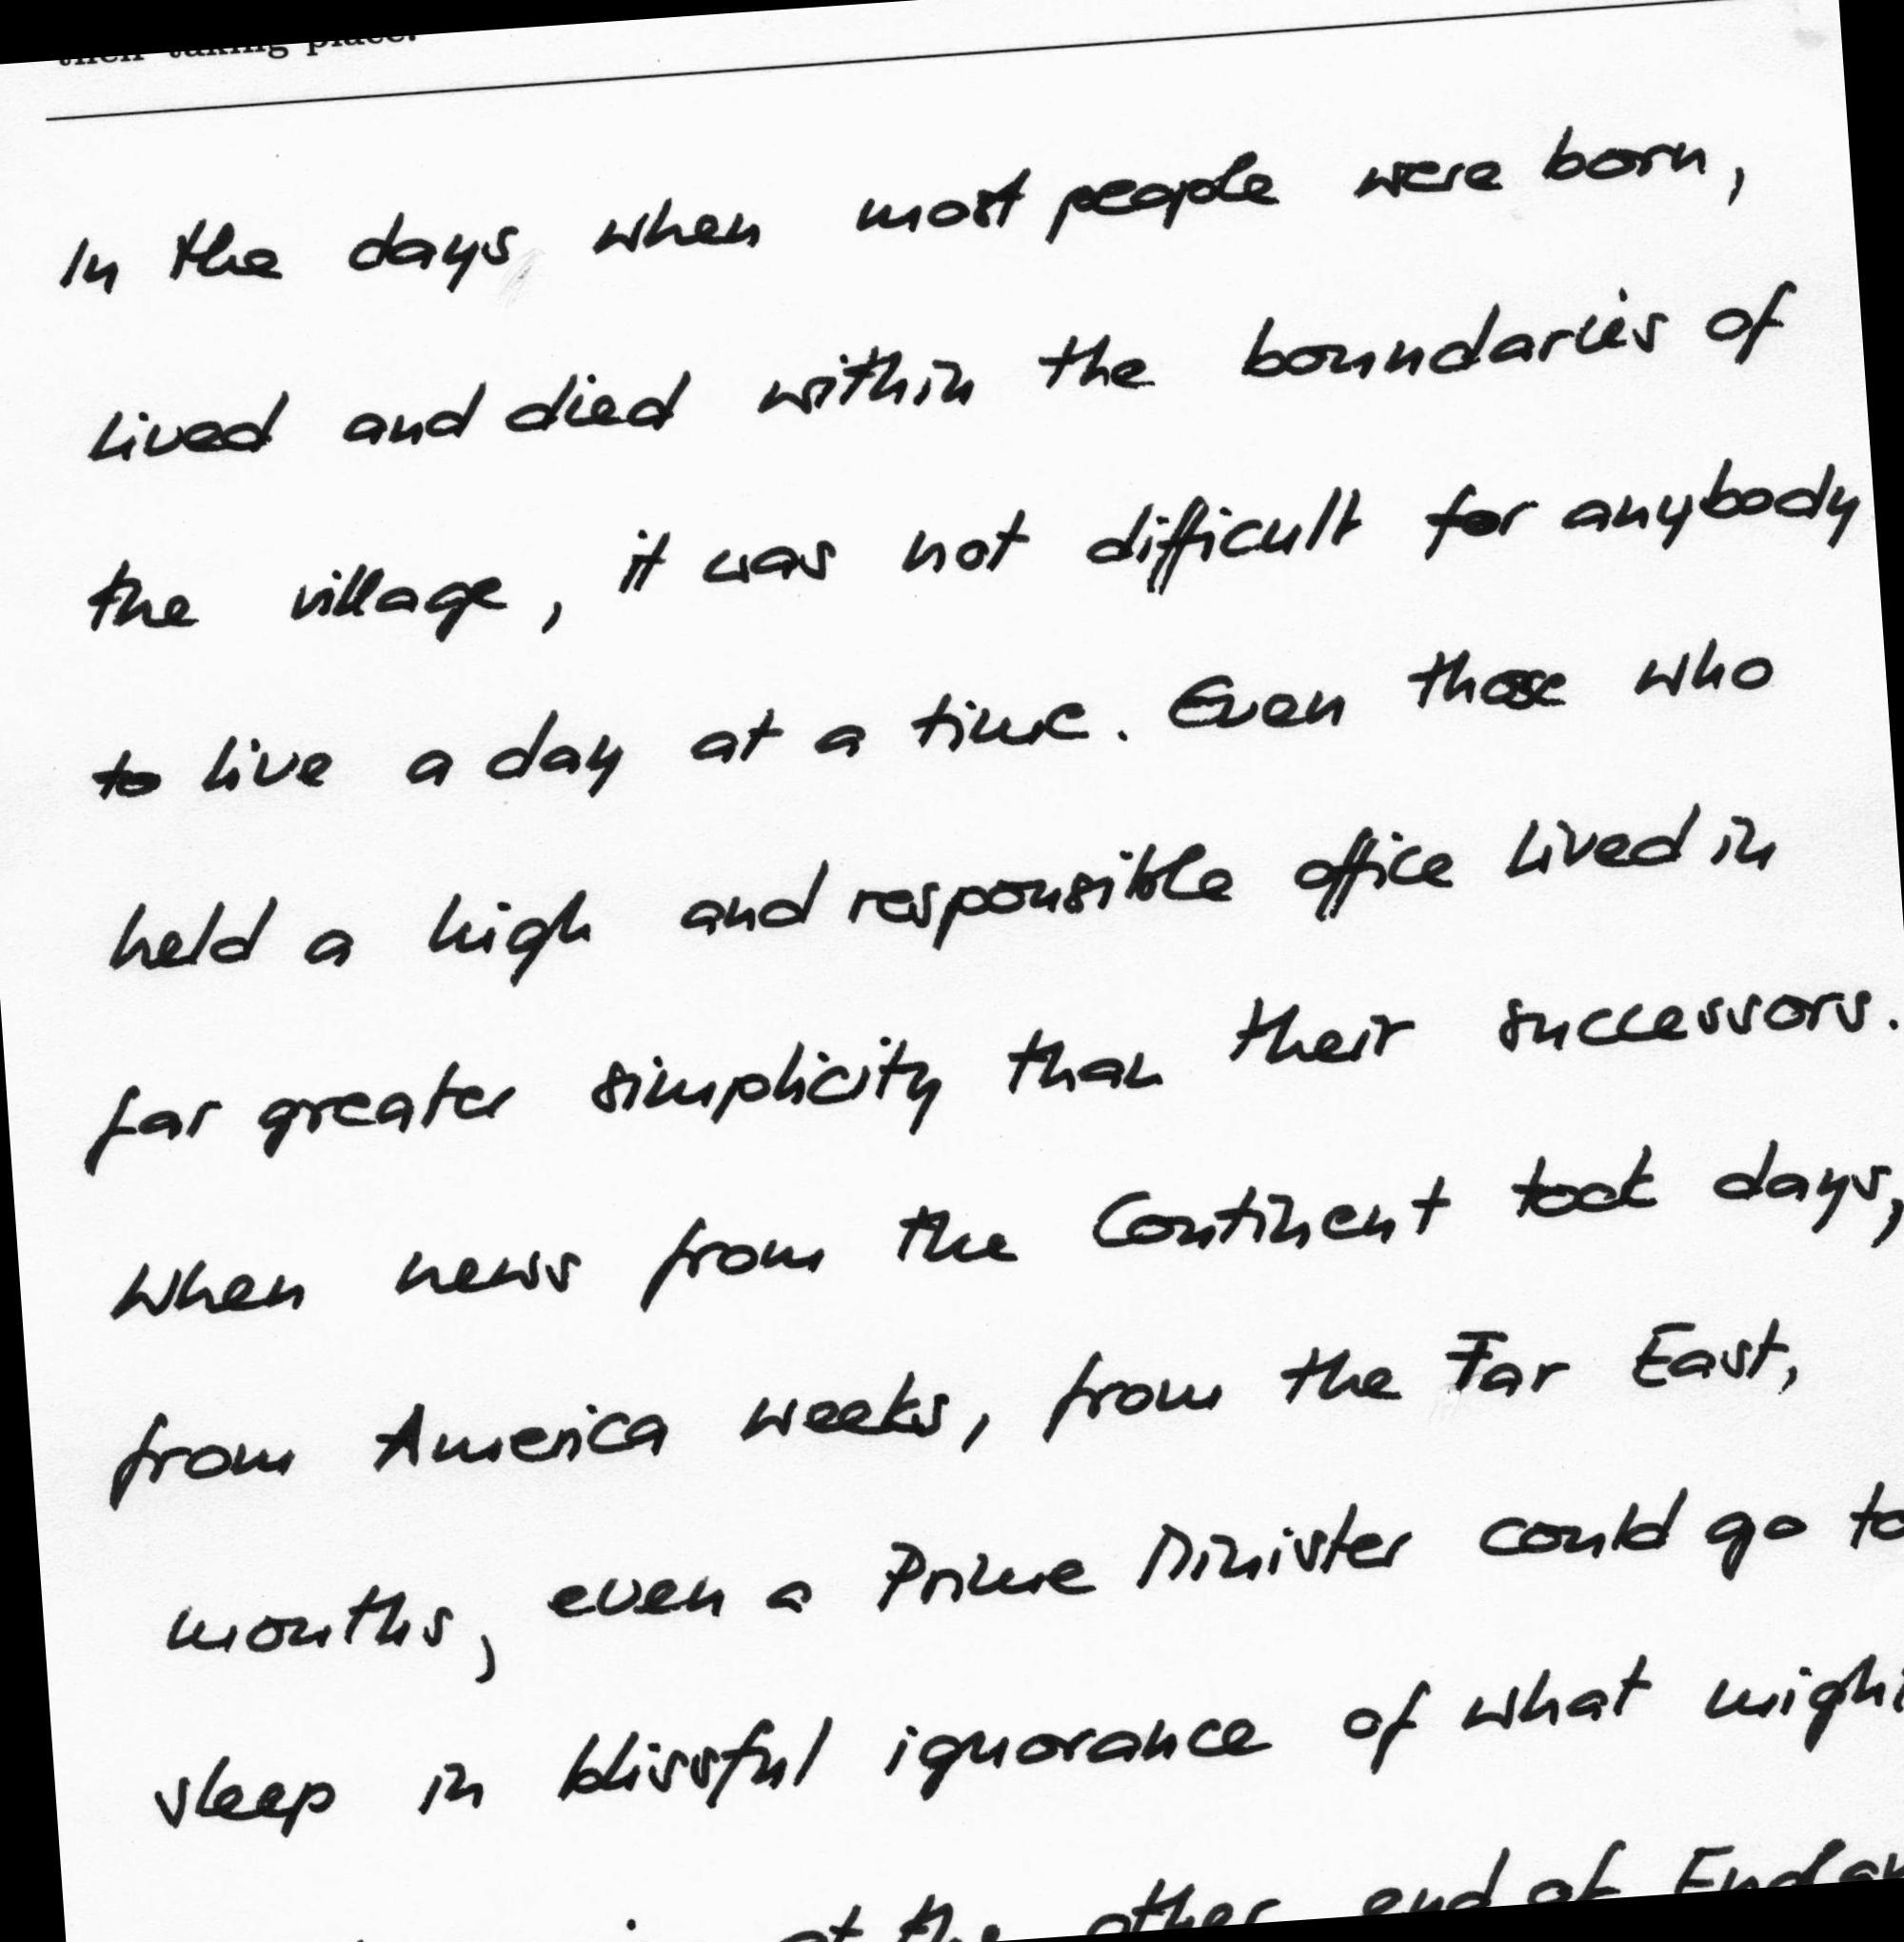 then taking place.
In the days when most people were born,
lived and died within the boundaries of
the village, it was not difficult for anybody
to live a day at a time. Even those who
held a high and responsible office lived in
far greater simplicity than their successors.
When news from the Continent took days,
from America weeks, from the Far East,
months, even a Prime Minister could go to
sleep in blissful ignorance of what might
at the other end of